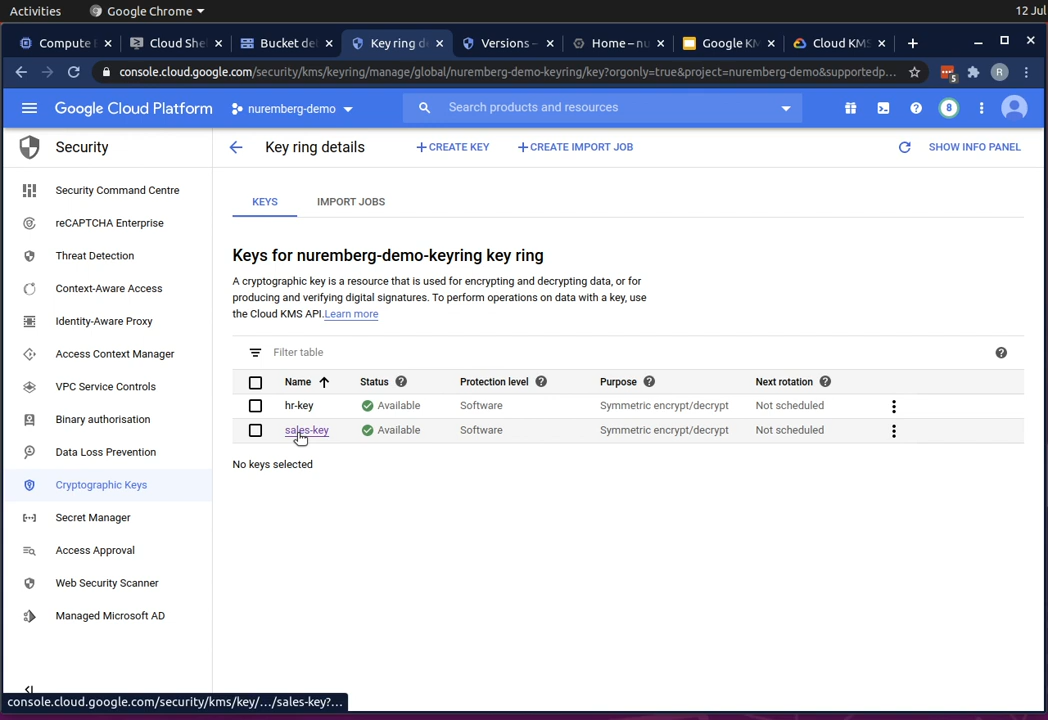 Activities Google Chrome 12 Jul
Compute Cloud She Bucket de Key ring de Versions – Home – nu Google KM Cloud KMS
console.cloud.google.com/security/kms/keyring/manage/global/nuremberg-demo-keyring/key?orgonly=true&project=nuremberg-demo&supportedp... 5 R
Google Cloud Platform nuremberg-demo Search products and resources 8
Security Key ring details +CREATE KEY +CREATE IMPORT JOB SHOW INFO PANEL
Security Command Centre
reCAPTCHA Enterprise
Threat Detection
Context-Aware Access
Identity-Aware Proxy
Access Context Manager
VPC Service Controls
Binary authorisation
Data Loss Prevention
Cryptographic Keys
Secret Manager
Access Approval
Web Security Scanner
Managed Microsoft AD
KEYS IMPORT JOBS
Keys for nuremberg-demo-keyring key ring
A cryptographic key is a resource that is used for encrypting and decrypting data, or for
producing and verifying digital signatures. To perform operations on data with a key, use
the Cloud KMS API.Learn more
Filter table
Name Status Protection level Purpose Next rotation
hr-key Available Software Symmetric encrypt/decrypt Not scheduled
sales-key Available Software Symmetric encrypt/decrypt Not scheduled
No keys selected
console.cloud.google.com/security/kms/key/.../sales-key?...